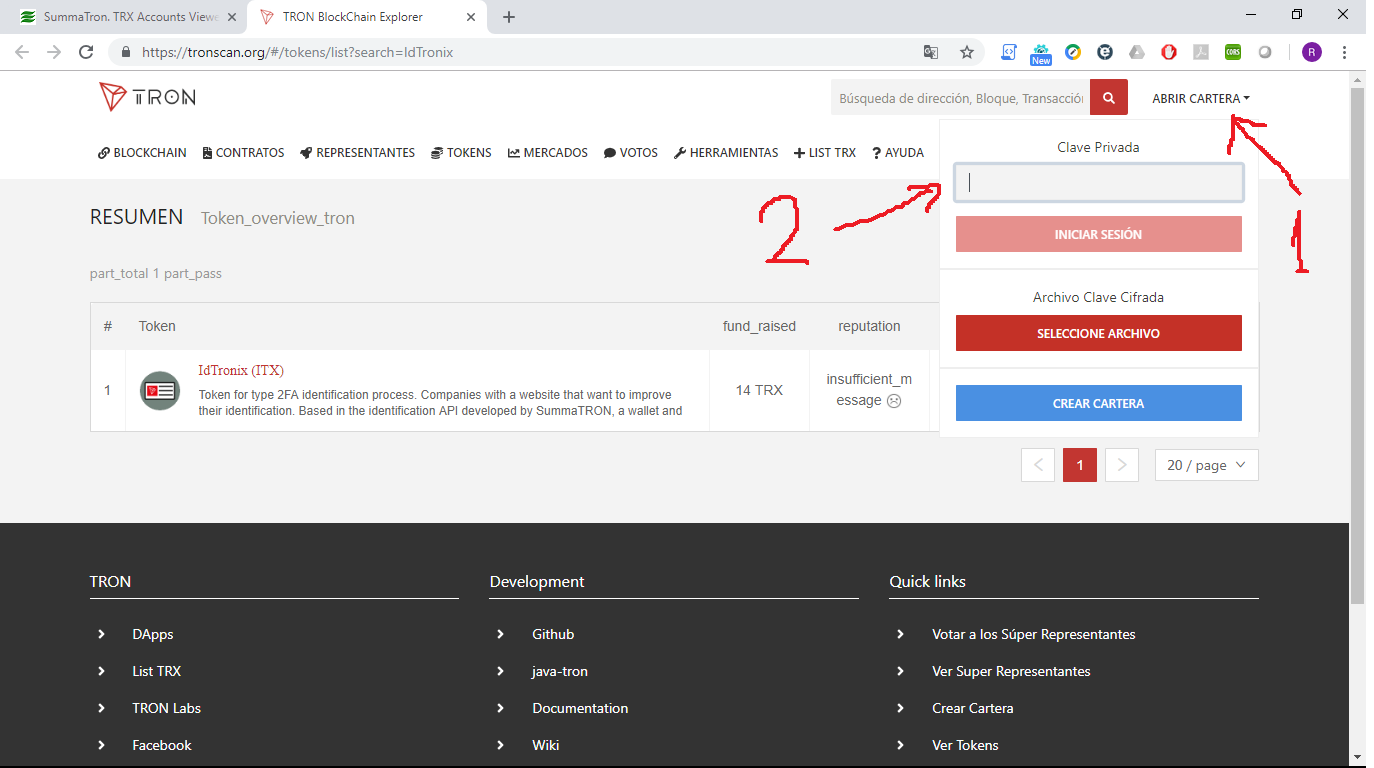 SummaTron. TRX Accounts Viewe
TRON BlockChain Explorer
https://tronscan.org/#/tokens/list?search=IdTronix
New
CORS
R
TRON
Búsqueda de dirección, Bloque, Transacción
ABRIR CARTERA
BLOCKCHAIN CONTRATOS REPRESENTANTES TOKENS MERCADOS VOTOS HERRAMIENTAS LIST TRX AYUDA
Clave Privada
INICIAR SESIÓN
Archivo Clave Cifrada
SELECCIONE ARCHIVO
CREAR CARTERA
1
2
RESUMEN Token_overview_tron
part_total 1 part_pass
# Token fund_raised reputation
1
IdTronix (ITX)
Token for type 2FA identification process. Companies with a website that want to improve
their identification. Based in the identification API developed by SummaTRON, a wallet and
14 TRX
insufficient_m
essage
1
20 / page
TRON
DApps
List TRX
TRON Labs
Facebook
Development
Github
java-tron
Documentation
Wiki
Quick links
Votar a los Súper Representantes
Ver Super Representantes
Crear Cartera
Ver Tokens